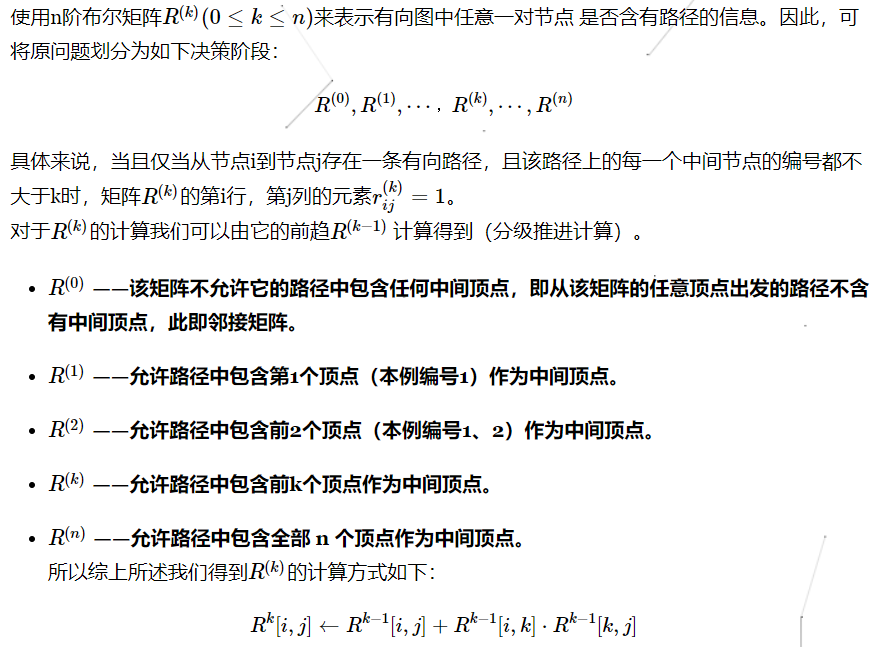 使用n阶布尔矩阵R^{(k)}(0 ≤ k ≤ n)来表示有向图中任意一对节点 是否含有路径的信息。因此，可
将原问题划分为如下决策阶段：
R^{(0)}, R^{(1)}, ⋯ , R^{(k)}, ⋯ , R^{(n)}
具体来说，当且仅当从节点i到节点j存在一条有向路径，且该路径上的每一个中间节点的编号都不
大于k时，矩阵R^{(k)}的第i行，第j列的元素r_{ij}^{(k)} = 1。
对于R^{(k)}的计算我们可以由它的前趋R^{(k-1)} 计算得到（分级推进计算）。
• R^{(0)} ——该矩阵不允许它的路径中包含任何中间顶点，即从该矩阵的任意顶点出发的路径不含
有中间顶点，此即邻接矩阵。
• R^{(1)} ——允许路径中包含第1个顶点（本例编号1）作为中间顶点。
• R^{(2)} ——允许路径中包含前2个顶点（本例编号1、2）作为中间顶点。
• R^{(k)} ——允许路径中包含前k个顶点作为中间顶点。
• R^{(n)} ——允许路径中包含全部 n 个顶点作为中间顶点。
所以综上所述我们得到R^{(k)}的计算方式如下：
R^{k}[i, j] ← R^{k-1}[i, j] + R^{k-1}[i, k] · R^{k-1}[k, j]